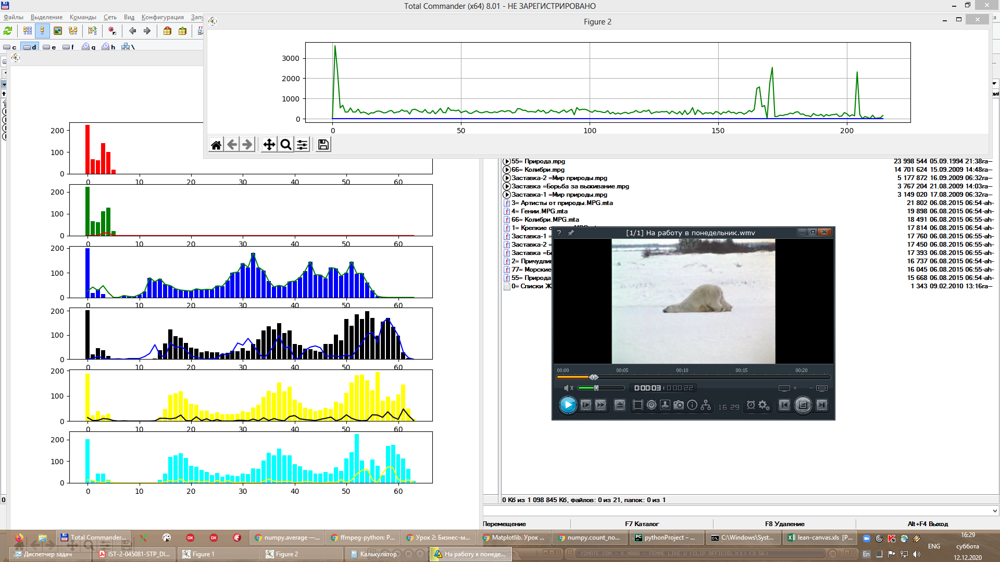 Total Commander (x64) 8.01 - НЕ ЗАРЕГИСТРИРОВАНО
Файлы Выделение Команды Сеть Вид Конфигурация Запу
c d e f g h \
Figure 2
3000
2000
1000
0
0 50 100 150 200
200
100
0
0 10 20 30 40 50 60
200
100
0
0 10 20 30 40 50 60
200
100
0
0 10 20 30 40 50 60
200
100
0
0 10 20 30 40 50 60
200
100
0
0 10 20 30 40 50 60
200
100
0
0 10 20 30 40 50 60
55= Природа.mpg 23 998 544 05.09.1994 21:38 ra--
66= Колибри.mpg 14 701 624 15.09.2009 14:48 ra--
Заставка-2 =Мир природы.mpg 5 177 872 16.09.2009 06:32 ra--
Заставка =Борьба за выживание.mpg 3 767 204 21.08.2009 14:03 ra--
Заставка-1 =Мир природы.mpg 3 149 020 17.08.2009 06:32 ra--
3= Артисты от природы.MPG.mta 21 802 06.08.2015 06:54 -ah-
4= Гении.MPG.mta 19 898 06.08.2015 06:54 -ah-
66= Колибри.MPG.mta 18 491 06.08.2015 06:55 -ah-
1= Крепкие о 17 814 06.08.2015 06:54 -ah-
Заставка-1 = 17 760 06.08.2015 06:55 -ah-
Заставка-2 = 17 450 06.08.2015 06:55 -ah-
Заставка =Бо 17 393 06.08.2015 06:55 -ah-
2= Причудлив 16 737 06.08.2015 06:54 -ah-
77= Морские 16 045 06.08.2015 06:55 -ah-
55= Природа 15 668 06.08.2015 06:54 -ah-
0= Списки Ж 1 343 09.02.2010 13:16 ra--
? [1/1] На работу в понедельник.wmv
00:00 00:05 00:10 00:15 00:20
0:00:03 0:00:22
16 29
0 Кб из 1 098 845 Кб, файлов: 0 из 21, папок: 0 из 1
Перемещение F7 Каталог F8 Удаление Alt+F4 Выход
Total Commander... numpy.average —... ffmpeg-python: P... Урок 2: Бизнес-м... Matplotlib. Урок ... numpy.count_no... pythonProject – ... C:\Windows\Syst... lean-canvas.xls [P...
Диспетчер задач IST-2-045081-STP_DI... Figure 1 Figure 2 Калькулятор На работу в понеде... Y2MATE.COM - K.MARO - FEMME LIKE U (CLIP OFFICIEL)(1) (3:56)
ENG
En
16:29
суббота
12.12.2020